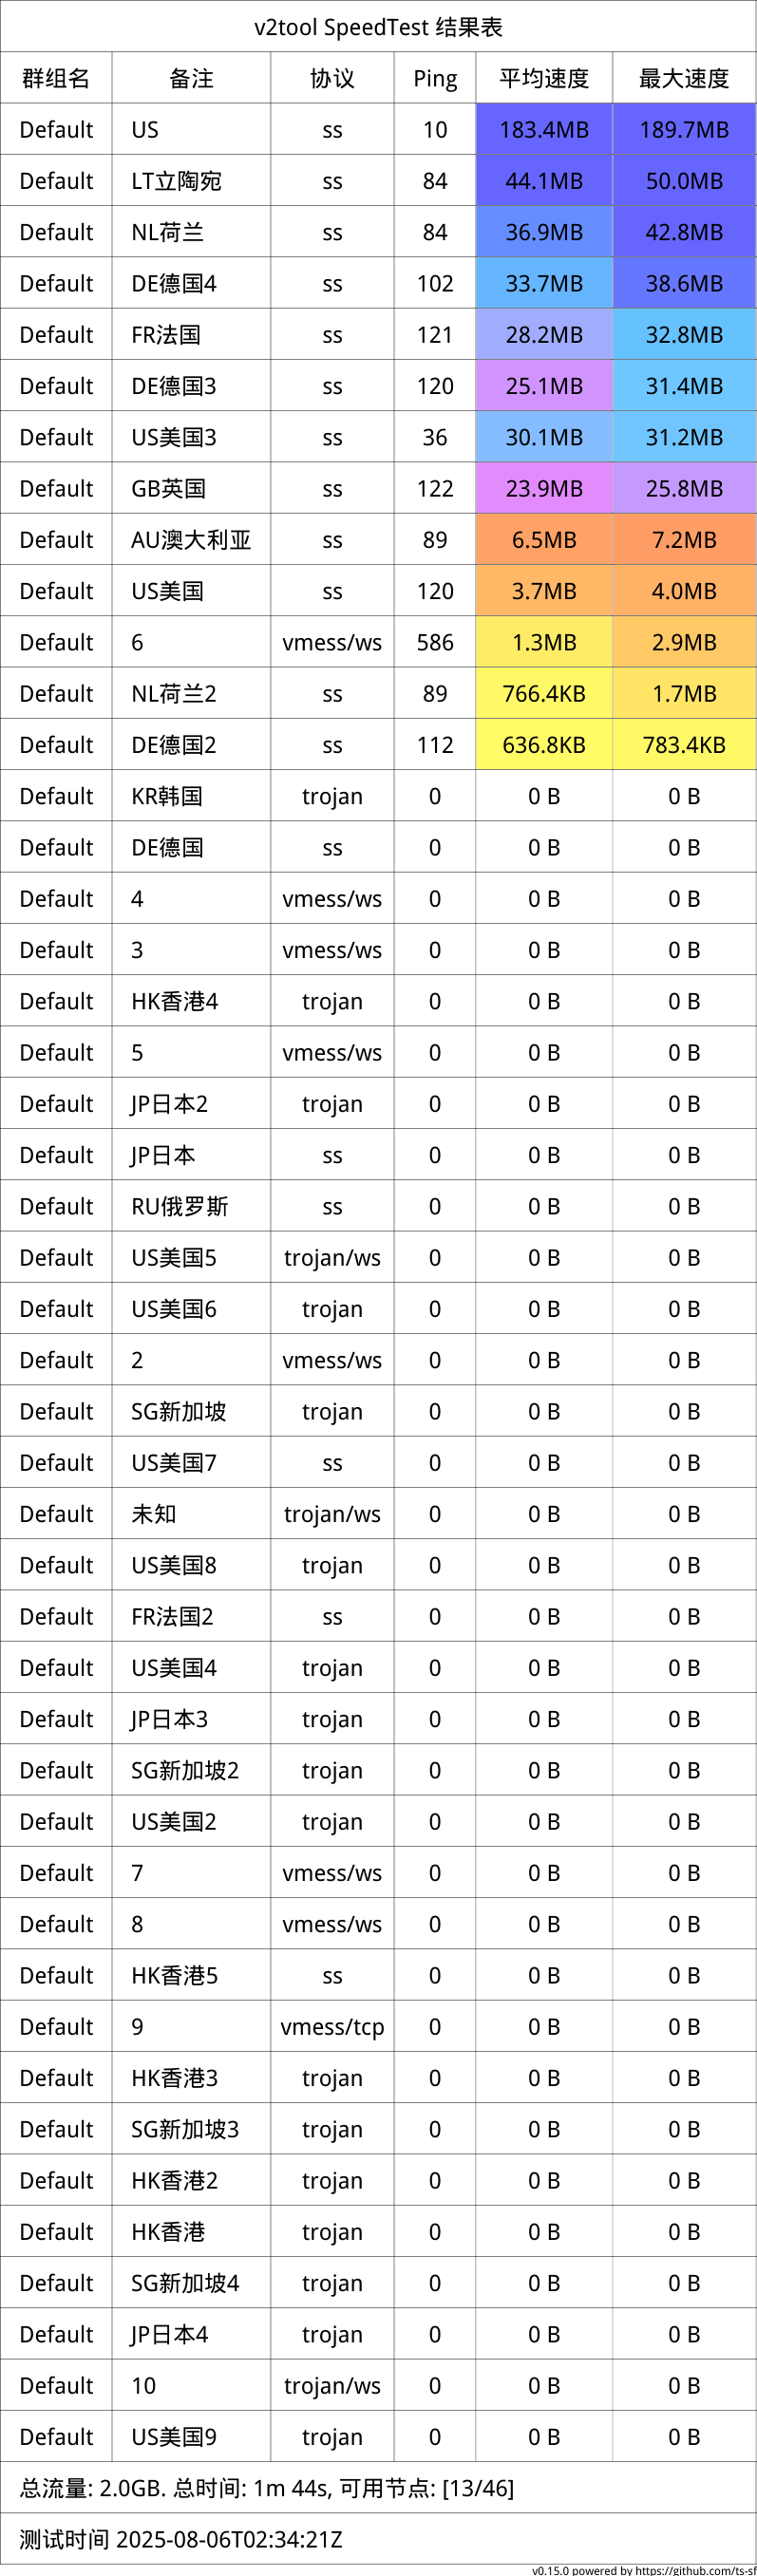 v2tool SpeedTest 结果表
群组名 备注 协议 Ping 平均速度 最大速度
Default US ss 10 183.4MB 189.7MB
Default LT立陶宛 ss 84 44.1MB 50.0MB
Default NL荷兰 ss 84 36.9MB 42.8MB
Default DE德国4 ss 102 33.7MB 38.6MB
Default FR法国 ss 121 28.2MB 32.8MB
Default DE德国3 ss 120 25.1MB 31.4MB
Default US美国3 ss 36 30.1MB 31.2MB
Default GB英国 ss 122 23.9MB 25.8MB
Default AU澳大利亚 ss 89 6.5MB 7.2MB
Default US美国 ss 120 3.7MB 4.0MB
Default 6 vmess/ws 586 1.3MB 2.9MB
Default NL荷兰2 ss 89 766.4KB 1.7MB
Default DE德国2 ss 112 636.8KB 783.4KB
Default KR韩国 trojan 0 0 B 0 B
Default DE德国 ss 0 0 B 0 B
Default 4 vmess/ws 0 0 B 0 B
Default 3 vmess/ws 0 0 B 0 B
Default HK香港4 trojan 0 0 B 0 B
Default 5 vmess/ws 0 0 B 0 B
Default JP日本2 trojan 0 0 B 0 B
Default JP日本 ss 0 0 B 0 B
Default RU俄罗斯 ss 0 0 B 0 B
Default US美国5 trojan/ws 0 0 B 0 B
Default US美国6 trojan 0 0 B 0 B
Default 2 vmess/ws 0 0 B 0 B
Default SG新加坡 trojan 0 0 B 0 B
Default US美国7 ss 0 0 B 0 B
Default 未知 trojan/ws 0 0 B 0 B
Default US美国8 trojan 0 0 B 0 B
Default FR法国2 ss 0 0 B 0 B
Default US美国4 trojan 0 0 B 0 B
Default JP日本3 trojan 0 0 B 0 B
Default SG新加坡2 trojan 0 0 B 0 B
Default US美国2 trojan 0 0 B 0 B
Default 7 vmess/ws 0 0 B 0 B
Default 8 vmess/ws 0 0 B 0 B
Default HK香港5 ss 0 0 B 0 B
Default 9 vmess/tcp 0 0 B 0 B
Default HK香港3 trojan 0 0 B 0 B
Default SG新加坡3 trojan 0 0 B 0 B
Default HK香港2 trojan 0 0 B 0 B
Default HK香港 trojan 0 0 B 0 B
Default SG新加坡4 trojan 0 0 B 0 B
Default JP日本4 trojan 0 0 B 0 B
Default 10 trojan/ws 0 0 B 0 B
Default US美国9 trojan 0 0 B 0 B
总流量: 2.0GB. 总时间: 1m 44s, 可用节点: [13/46]
测试时间 2025-08-06T02:34:21Z
v0.15.0 powered by https://github.com/ts-sf